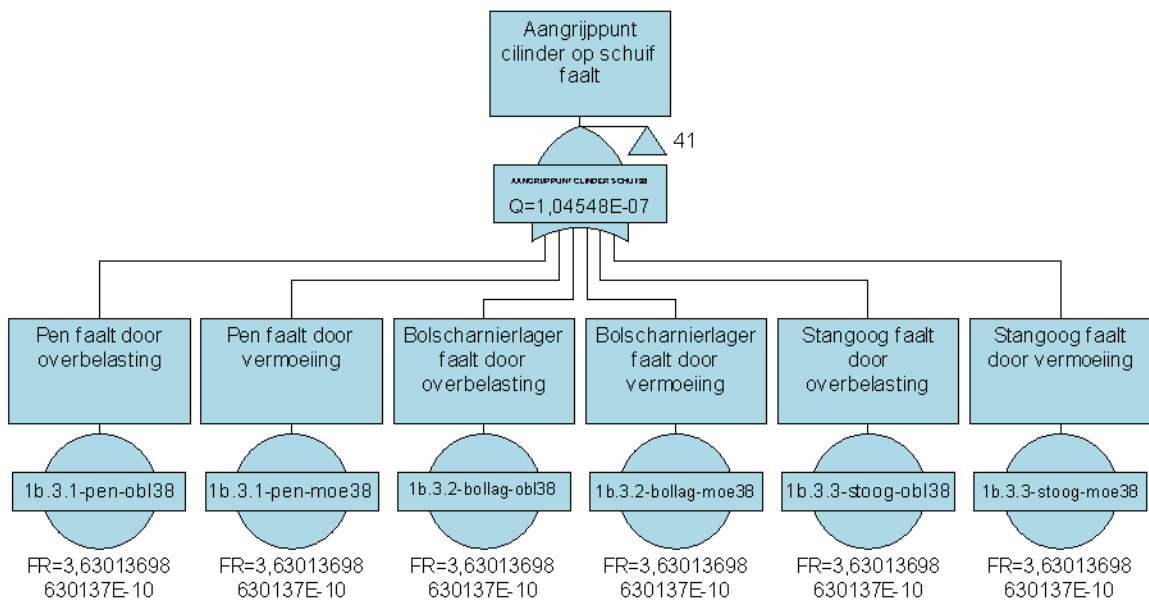 Aangrijppunt
cilinder op schuif
faalt
41
Q=1,04548E-07
Pen faalt door
overbelasting
Pen faalt door
vermoeiing
Bolscharnierlager
faalt door
overbelasting
Bolscharnierlager
faalt door
vermoeiing
Stangoog faalt
door
overbelasting
Stangoog faalt
door vermoeiing
1b.3.1-pen-obl38
1b.3.1-pen-moe38
1b.3.2-bollag-obl38
1b.3.2-bollag-moe38
1b.3.3-stoog-obl38
1b.3.3-stoog-moe38
FR=3,63013698
630137E-10
FR=3,63013698
630137E-10
FR=3,63013698
630137E-10
FR=3,63013698
630137E-10
FR=3,63013698
630137E-10
FR=3,63013698
630137E-10